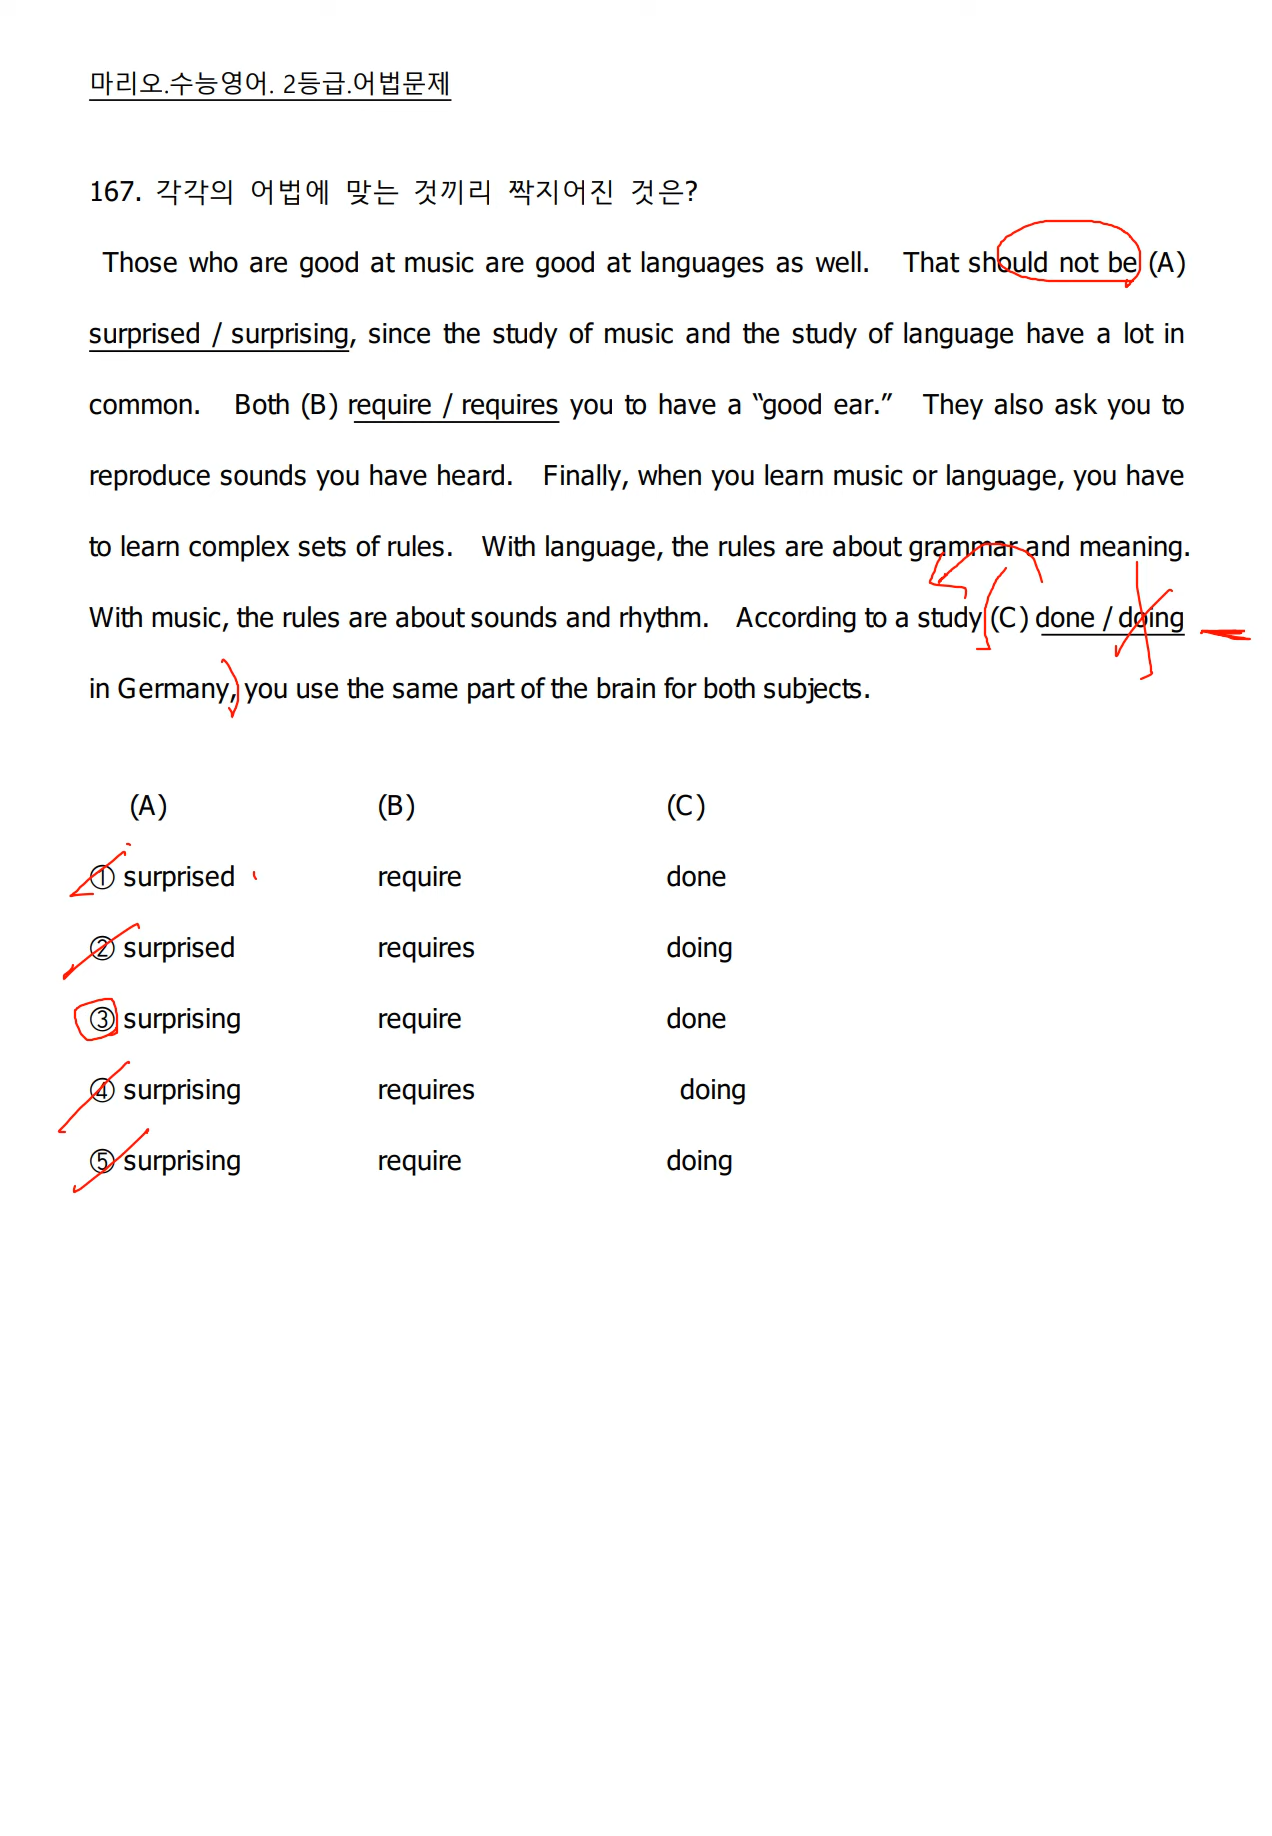 마리오.수능영어. 2등급.어법문제
167. 각각의 어법에 맞는 것끼리 짝지어진 것은?
Those who are good at music are good at languages as well. That should not be (A)
surprised / surprising, since the study of music and the study of language have a lot in
common. Both (B) require / requires you to have a “good ear.” They also ask you to
reproduce sounds you have heard. Finally, when you learn music or language, you have
to learn complex sets of rules. With language, the rules are about grammar and meaning.
With music, the rules are about sounds and rhythm. According to a study (C) done / doing
in Germany, you use the same part of the brain for both subjects.
(A) (B) (C)
① surprised require done
② surprised requires doing
③ surprising require done
④ surprising requires doing
⑤ surprising require doing